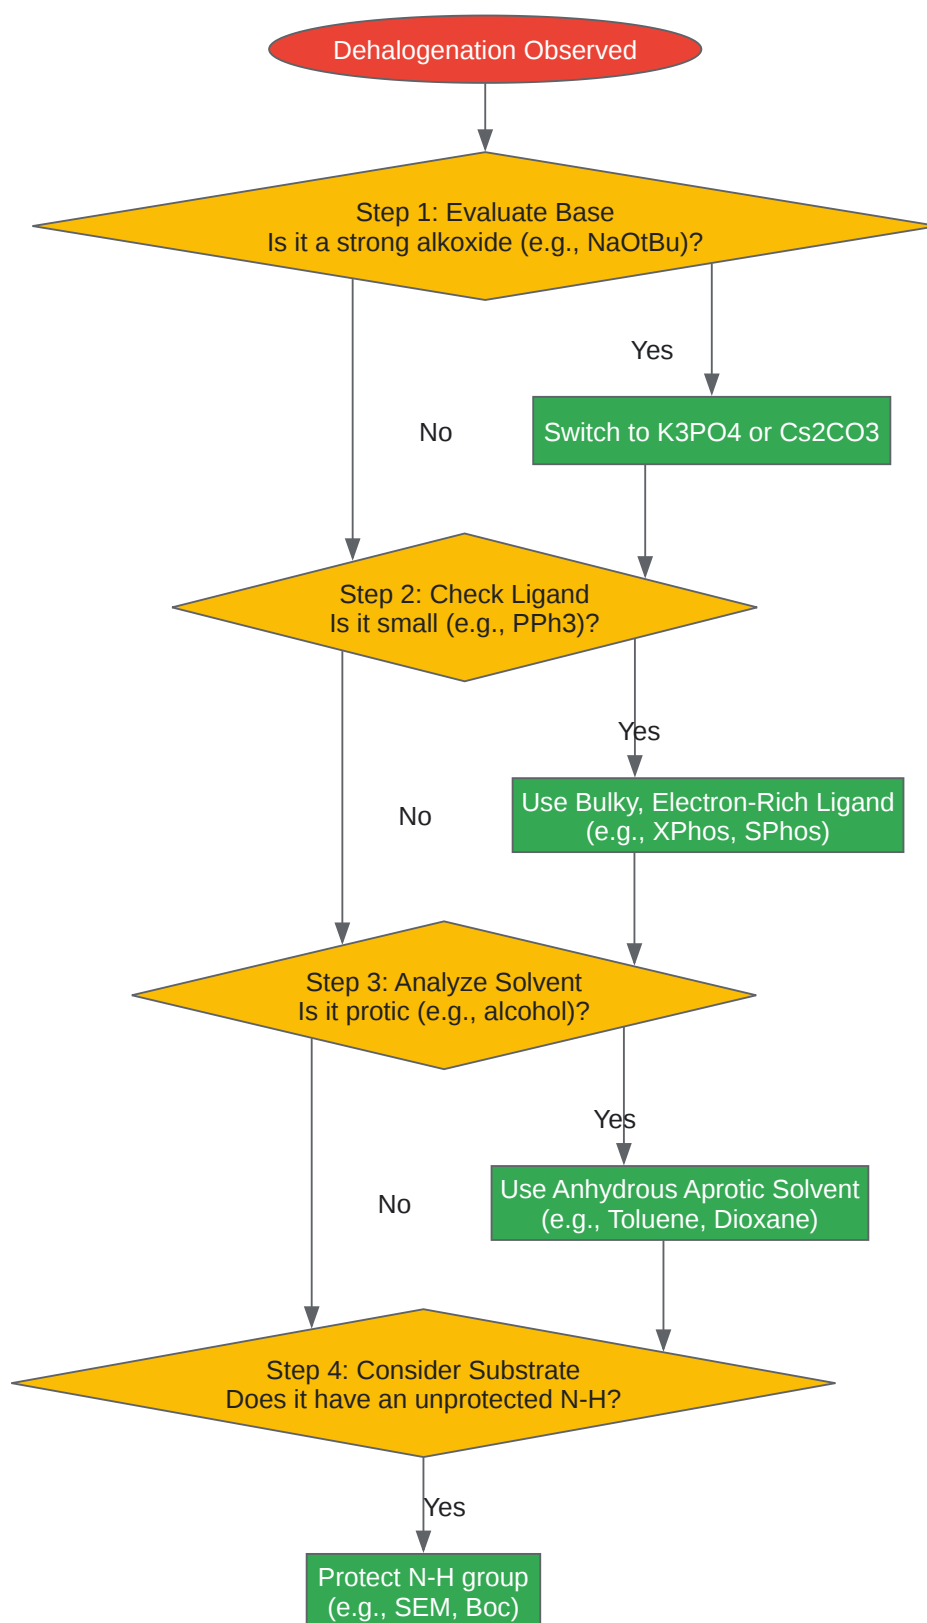 Dehalogenation Observed
Step 1: Evaluate Base
Is it a strong alkoxide (e.g., NaOtBu)?
Yes
No
Switch to K3PO4 or Cs2CO3
Step 2: Check Ligand
Is it small (e.g., PPh3)?
Yes
No
Use Bulky, Electron-Rich Ligand
(e.g., XPhos, SPhos)
Step 3: Analyze Solvent
Is it protic (e.g., alcohol)?
Yes
No
Use Anhydrous Aprotic Solvent
(e.g., Toluene, Dioxane)
Step 4: Consider Substrate
Does it have an unprotected N-H?
Yes
Protect N-H group
(e.g., SEM, Boc)